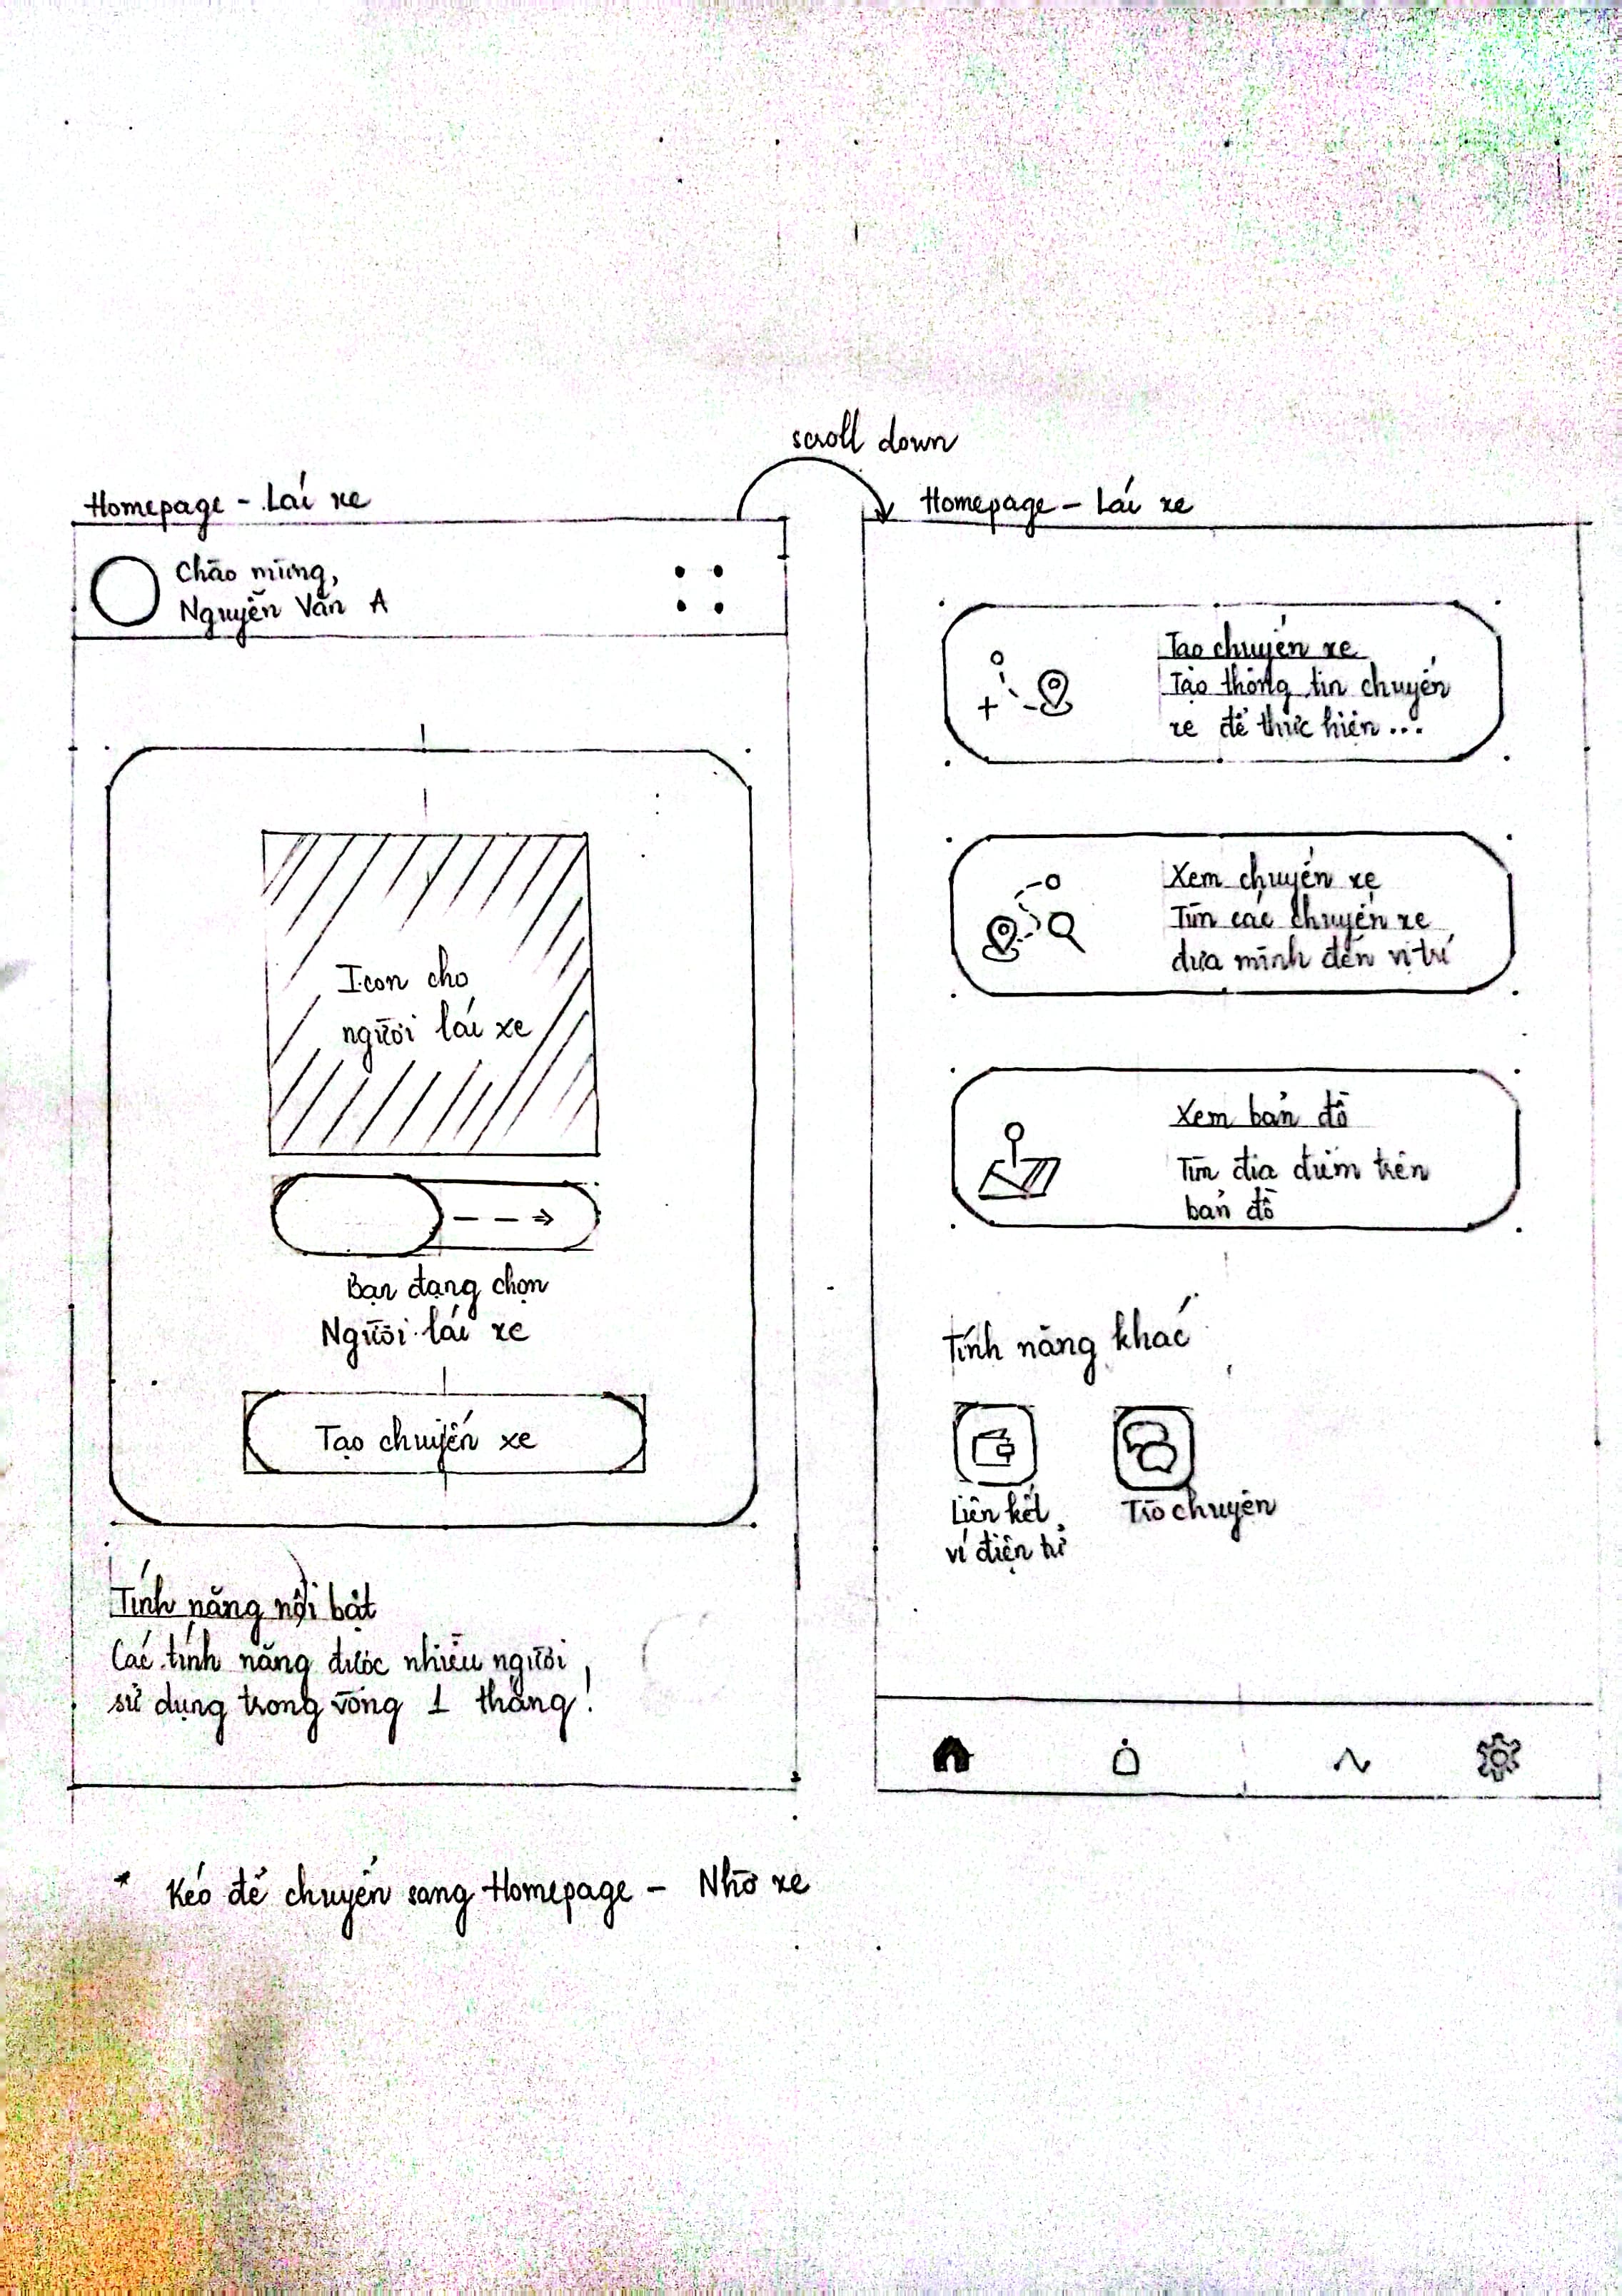 scroll down
Homepage - Lái xe
Chào mừng,
Nguyễn Văn A
Icon cho
người lái xe
Bạn đang chọn
Người lái xe
Tạo chuyến xe
Tính năng nổi bật
Các tính năng được nhiều người
sử dụng trong vòng 1 tháng!
Homepage - Lái xe
Tạo chuyến xe
Tạo thông tin chuyến
xe để thực hiện...
Xem chuyến xe
Tìm các chuyến xe
đưa mình đến vị trí
Xem bản đồ
Tìm địa điểm trên
bản đồ
Tính năng khác
Liên kết
ví điện tử
Trò chuyện
* Kéo để chuyển sang Homepage - Nhờ xe